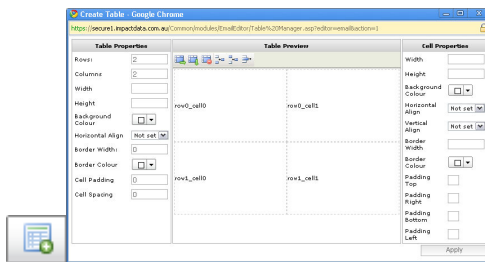 Create Table - Google Chrome
https://secure1.impactdata.com.au/Common/modules/EmailEditor/Table%20Manager.asp?editor=email&action=1
Table Properties
Rows: 2
Columns 2
Width
Height
Background Colour
Horizontal Align Not set
Border Width: 0
Border Colour
Cell Padding 0
Cell Spacing 0
Table Preview
row0_cell0 row0_cell1
row1_cell0 row1_cell1
Cell Properties
Width
Height
Background Colour
Horizontal Align Not set
Vertical Align Not set
Border Width
Border Colour
Padding Top
Padding Right
Padding Bottom
Padding Left
Apply